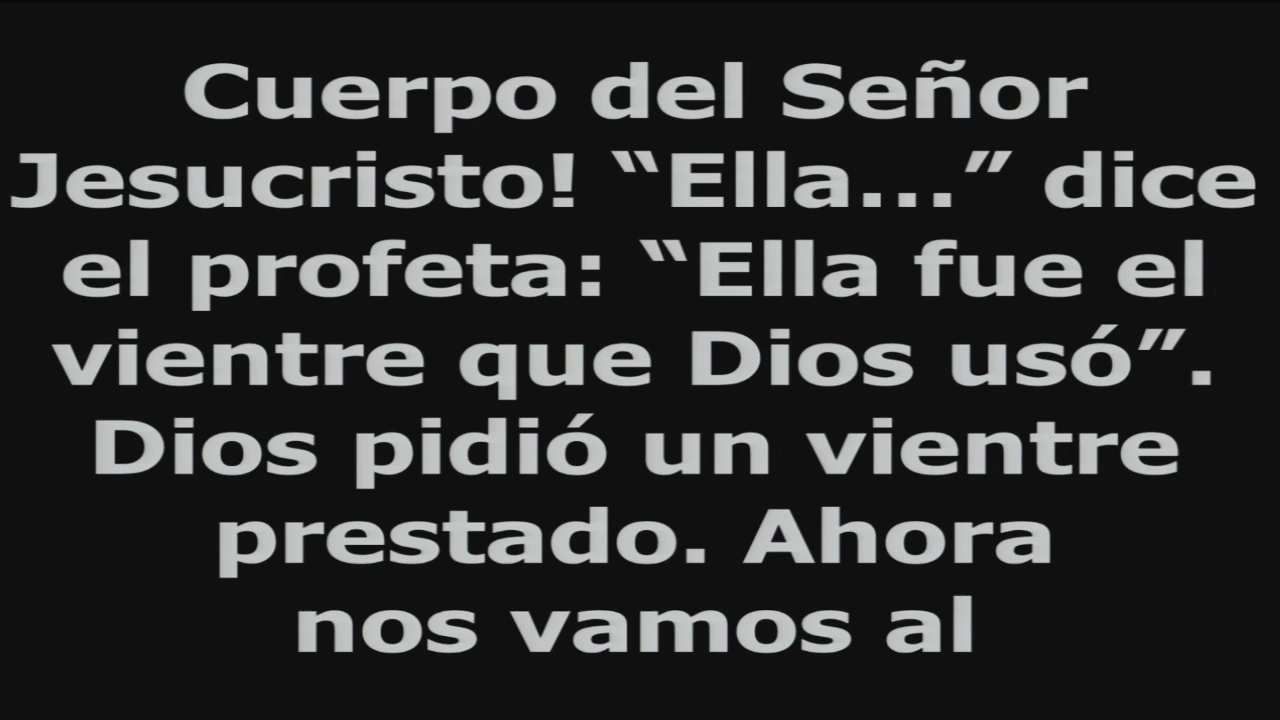 Cuerpo del Señor
Jesucristo! “Ella...” dice
el profeta: “Ella fue el
vientre que Dios usó”.
Dios pidió un vientre
prestado. Ahora
nos vamos al